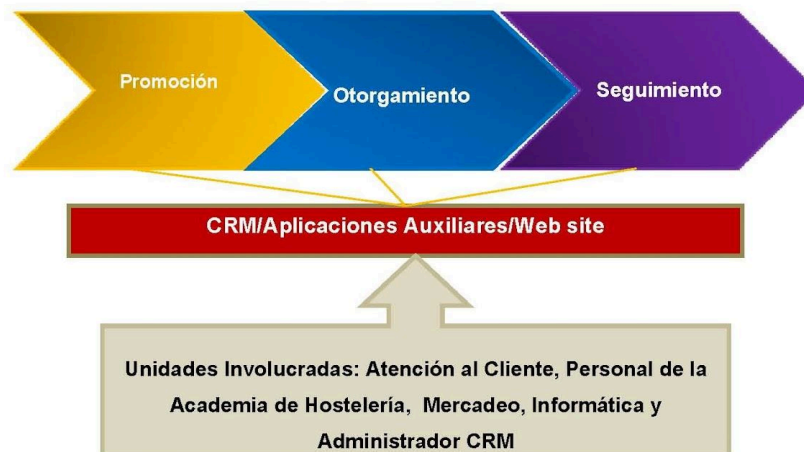 Promoción
Otorgamiento
Seguimiento
CRM/Aplicaciones Auxiliares/Web site
Unidades Involucradas: Atención al Cliente, Personal de la
Academia de Hostelería, Mercadeo, Informática y
Administrador CRM